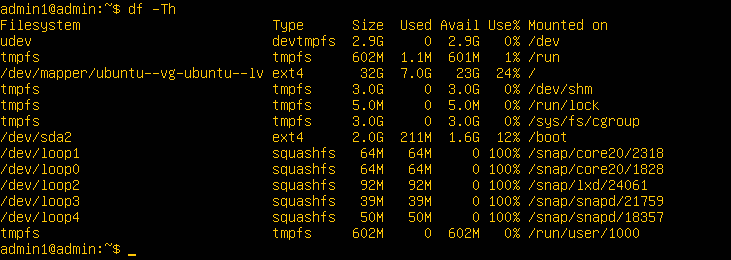 admin1@admin:~$ df -Th
Filesystem                        Type      Size  Used Avail Use% Mounted on
udev                              devtmpfs  2.9G     0  2.9G   0% /dev
tmpfs                             tmpfs     602M  1.1M  601M   1% /run
/dev/mapper/ubuntu--vg-ubuntu--lv ext4       32G  7.0G   23G  24% /
tmpfs                             tmpfs     3.0G     0  3.0G   0% /dev/shm
tmpfs                             tmpfs     5.0M     0  5.0M   0% /run/lock
tmpfs                             tmpfs     3.0G     0  3.0G   0% /sys/fs/cgroup
/dev/sda2                         ext4      2.0G  211M  1.6G  12% /boot
/dev/loop1                        squashfs   64M   64M     0 100% /snap/core20/2318
/dev/loop0                        squashfs   64M   64M     0 100% /snap/core20/1828
/dev/loop2                        squashfs   92M   92M     0 100% /snap/lxd/24061
/dev/loop3                        squashfs   39M   39M     0 100% /snap/snapd/21759
/dev/loop4                        squashfs   50M   50M     0 100% /snap/snapd/18357
tmpfs                             tmpfs     602M     0  602M   0% /run/user/1000
admin1@admin:~$ _